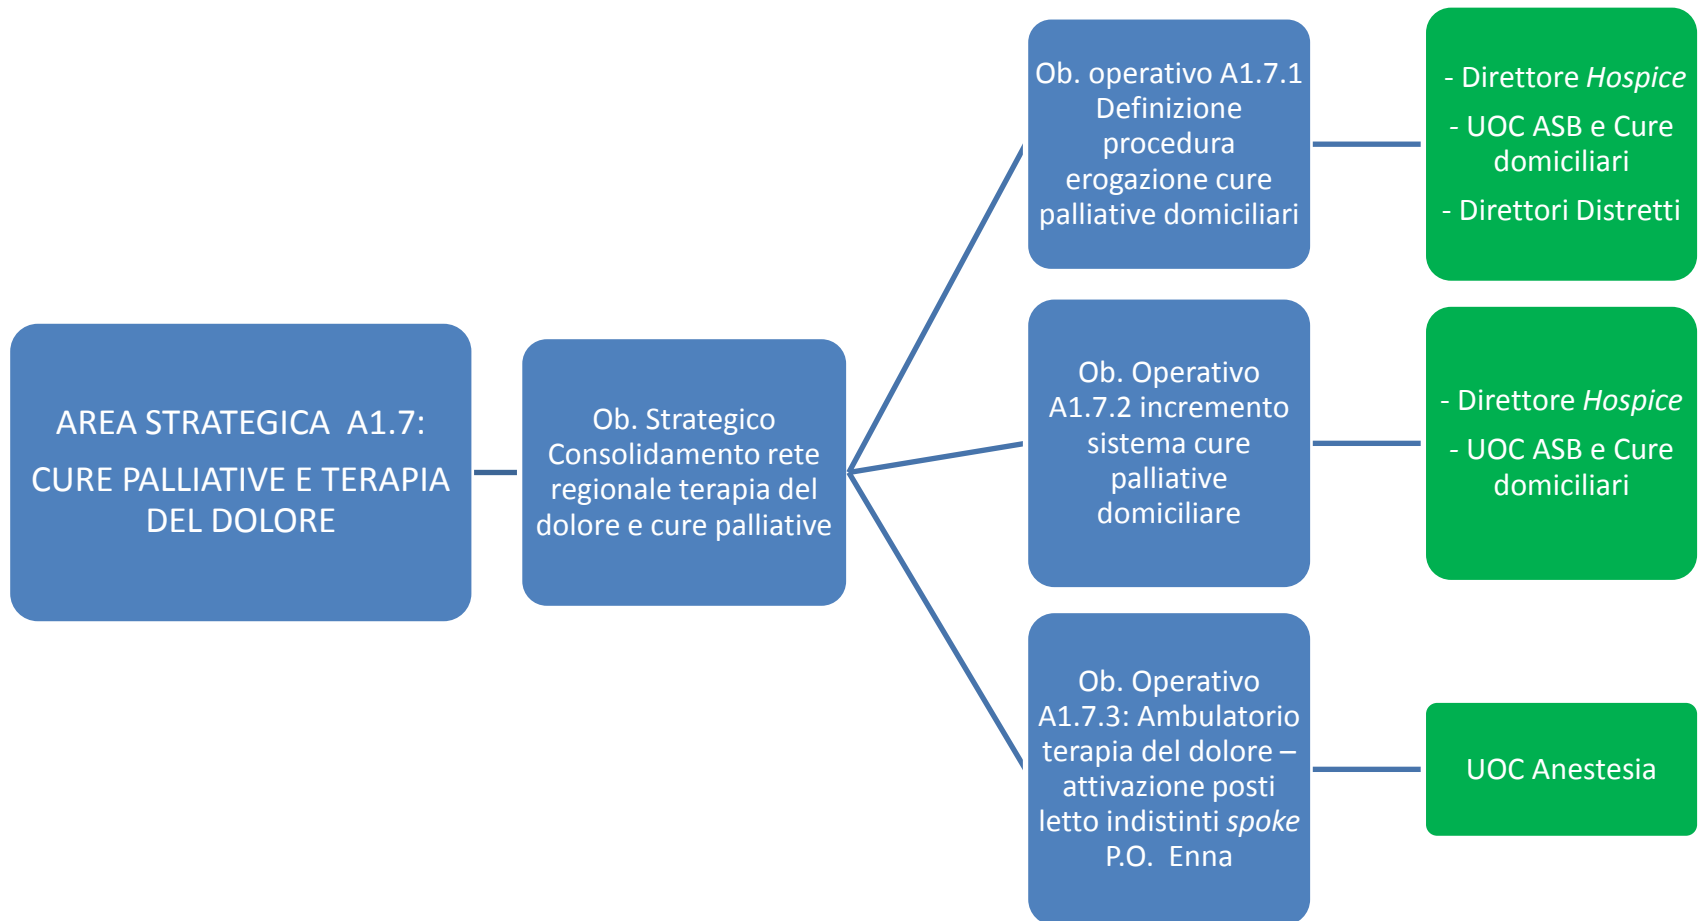 AREA STRATEGICA A1.7:
CURE PALLIATIVE E TERAPIA
DEL DOLORE
Ob. Strategico
Consolidamento rete
regionale terapia del
dolore e cure palliative
Ob. operativo A1.7.1
Definizione
procedura
erogazione cure
palliative domiciliari
- Direttore Hospice
- UOC ASB e Cure
domiciliari
- Direttori Distretti
Ob. Operativo
A1.7.2 incremento
sistema cure
palliative
domiciliare
- Direttore Hospice
- UOC ASB e Cure
domiciliari
Ob. Operativo
A1.7.3: Ambulatorio
terapia del dolore –
attivazione posti
letto indistinti spoke
P.O. Enna
UOC Anestesia